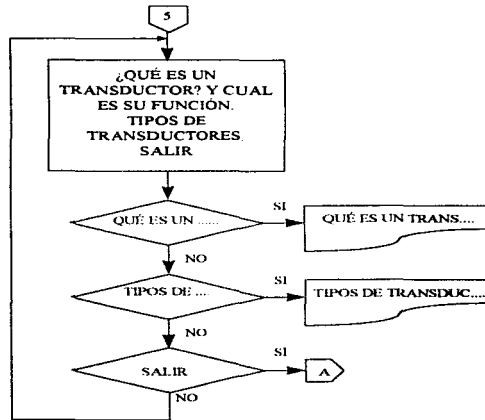 5
¿QUÉ ES UN
TRANSDUCTOR? Y CUAL
ES SU FUNCIÓN.
TIPOS DE
TRANSDUCTORES.
SALIR
QUÉ ES UN ......
SI
QUÉ ES UN TRANS....
NO
TIPOS DE ...
SI
TIPOS DE TRANSDUC....
NO
SALIR
SI
A
NO